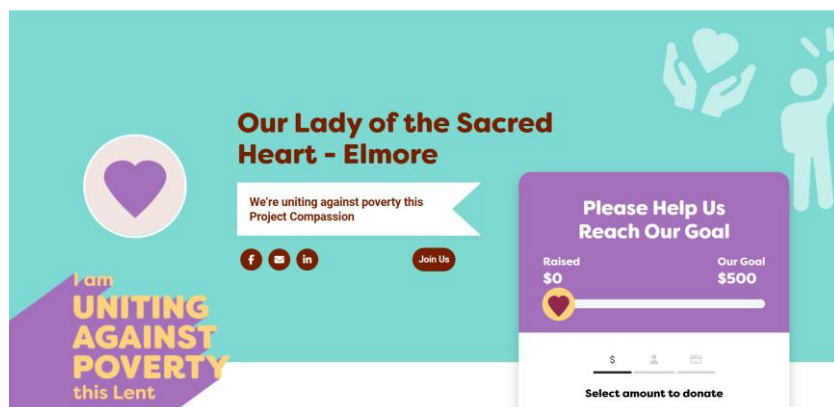 Our Lady of the Sacred
Heart - Elmore
We're uniting against poverty this
Project Compassion
f
in
Join Us
I am
UNITING
AGAINST
POVERTY
this Lent
Please Help Us
Reach Our Goal
Raised
Our Goal
$0
$500
$
Select amount to donate